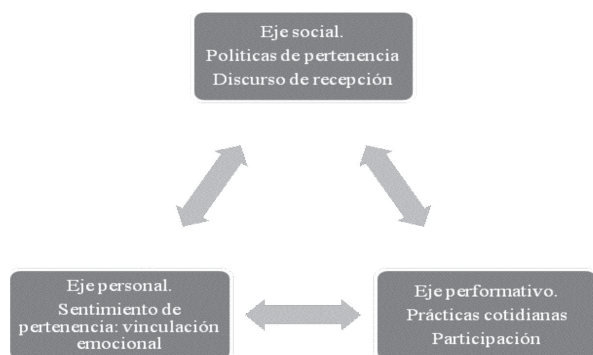 Eje social.
Politicas de pertenencia
Discurso de recepción
Eje personal.
Sentimiento de
pertenencia: vinculación
emocional
Eje performativo.
Prácticas cotidianas
Participación